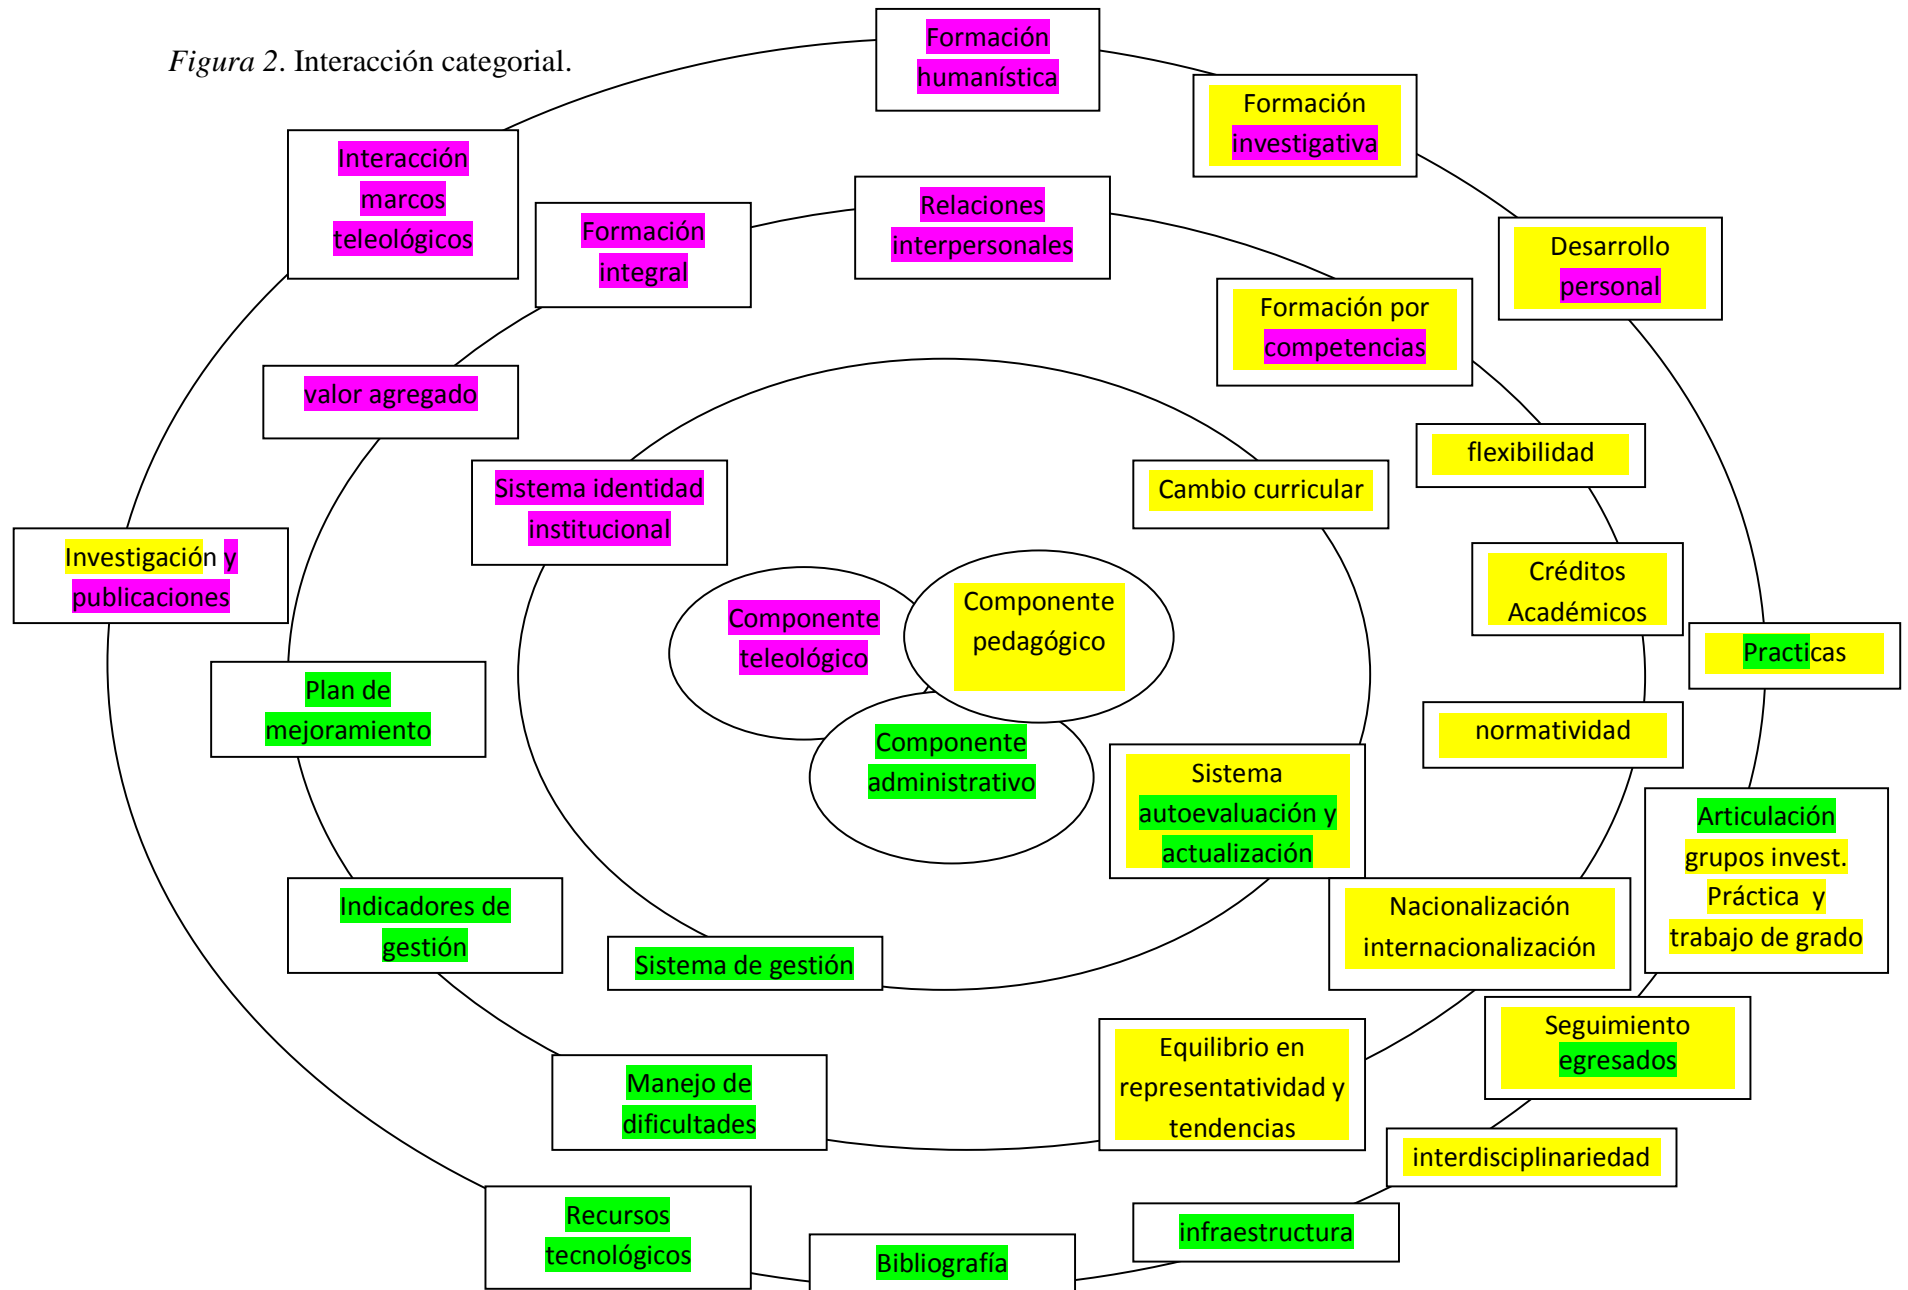 Figura 2. Interacción categorial.
Formación
humanística
Formación
investigativa
Interacción
marcos
teleológicos
Relaciones
interpersonales
Formación
integral
Desarrollo
personal
Formación por
competencias
valor agregado
flexibilidad
Sistema identidad
institucional
Cambio curricular
Investigación y
publicaciones
Créditos
Académicos
Componente
teleológico
Componente
pedagógico
Practicas
Plan de
mejoramiento
normatividad
Componente
administrativo
Sistema
autoevaluación y
actualización
Articulación
grupos invest.
Práctica y
trabajo de grado
Indicadores de
gestión
Nacionalización
internacionalización
Sistema de gestión
Seguimiento
egresados
Equilibrio en
representatividad y
tendencias
Manejo de
dificultades
interdisciplinariedad
Recursos
tecnológicos
infraestructura
Bibliografía